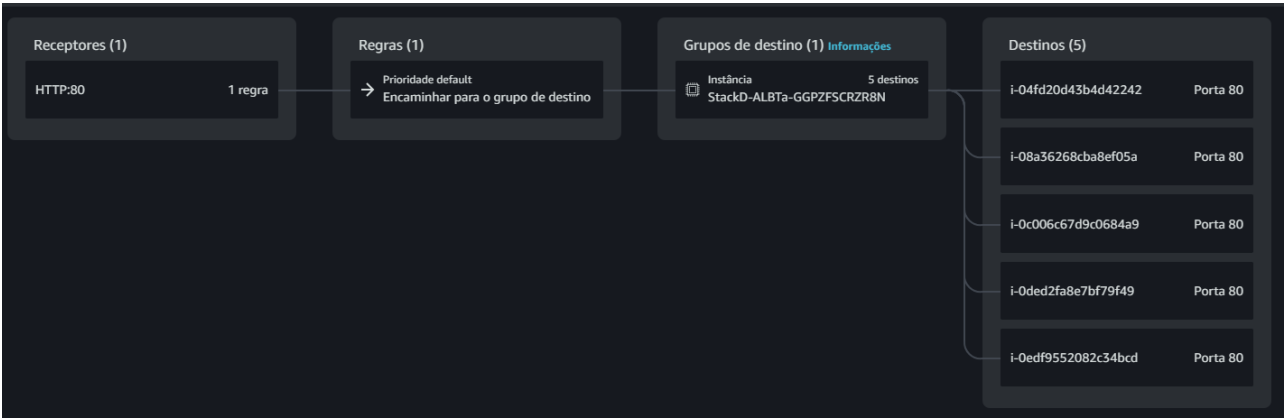 Receptores (1)
HTTP:80 1 regra
Regras (1)
Prioridade default
Encaminhar para o grupo de destino
Grupos de destino (1) Informações
Instância 5 destinos
StackD-ALBTa-GGPZFSCRZR8N
Destinos (5)
i-04fd20d43b4d42242 Porta 80
i-08a36268cba8ef05a Porta 80
i-0c006c67d9c0684a9 Porta 80
i-0ded2fa8e7bf79f49 Porta 80
i-0edf9552082c34bcd Porta 80